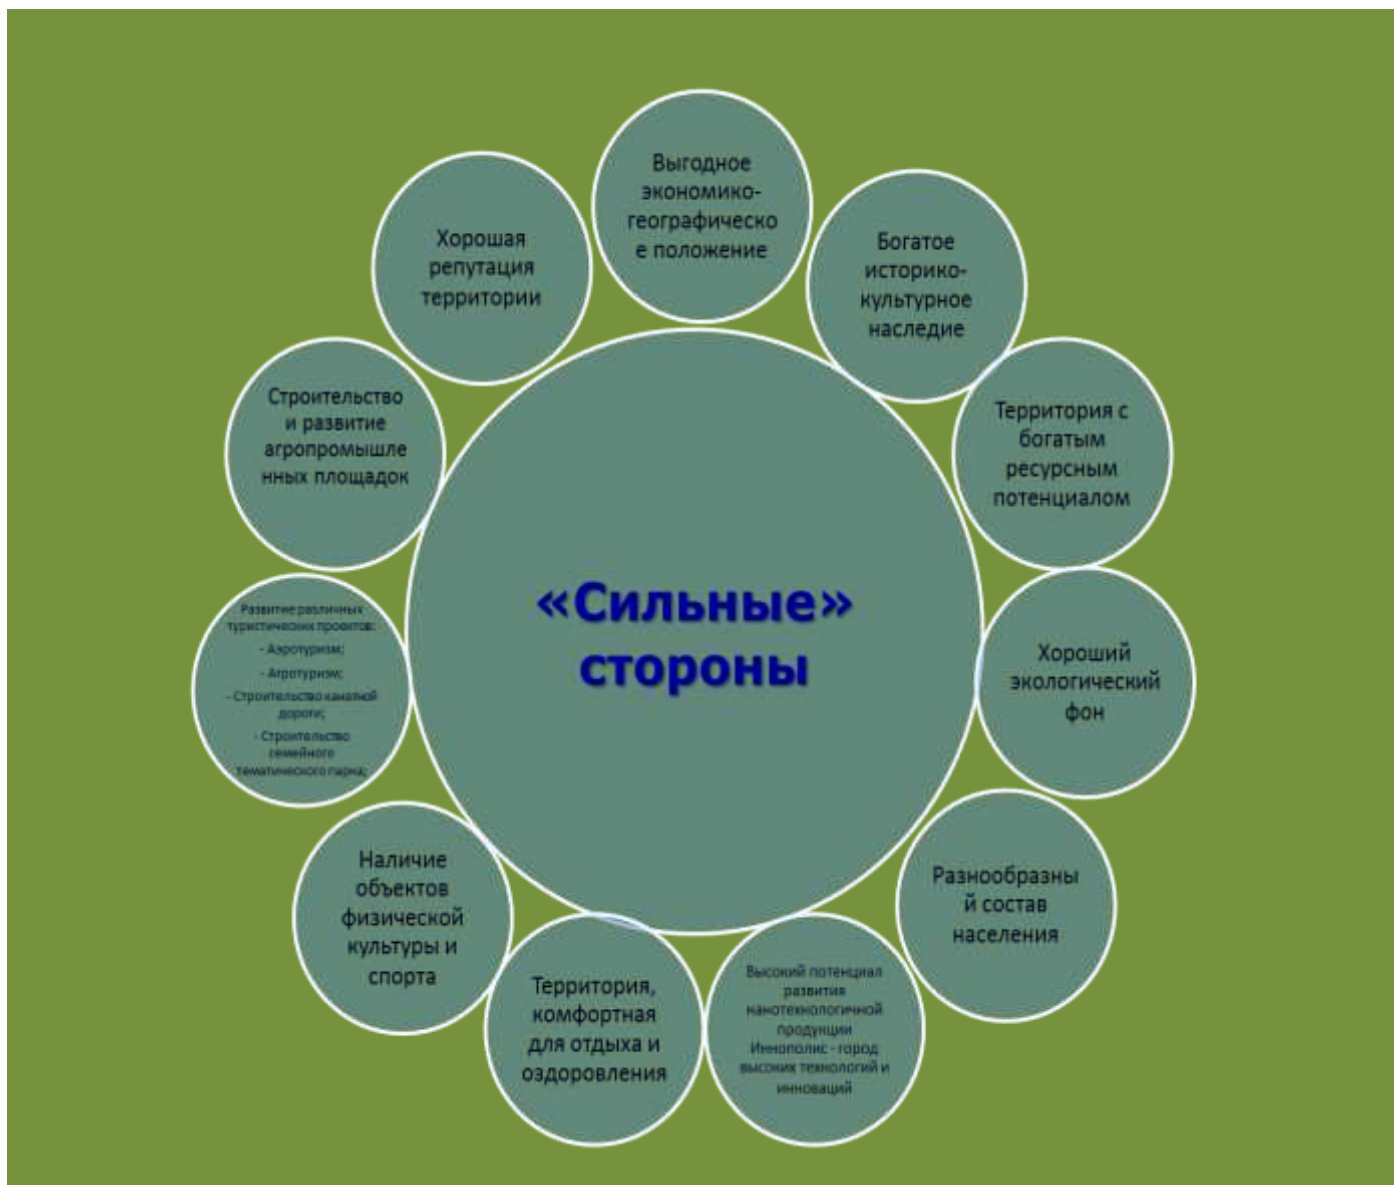 Выгодное
экономико-
географическо
е положение
Богатое
историко-
культурное
наследие
Территория с
богатым
ресурсным
потенциалом
Хороший
экологический
фон
Разнообразны
й состав
населения
Высокий потенциал
развития
нанотехнологичной
продукции
Иннополис - город
высоких технологий и
инноваций
Территория,
комфортная
для отдыха и
оздоровления
Наличие
объектов
физической
культуры и
спорта
Развитие различных
туристических проектов:
- Аэротуризм;
- Агротуризм;
- Строительство канатной
дороги;
- Строительство
семейного
тематического парка;
Строительство
и развитие
агропромышле
нных площадок
Хорошая
репутация
территории
«Сильные»
стороны